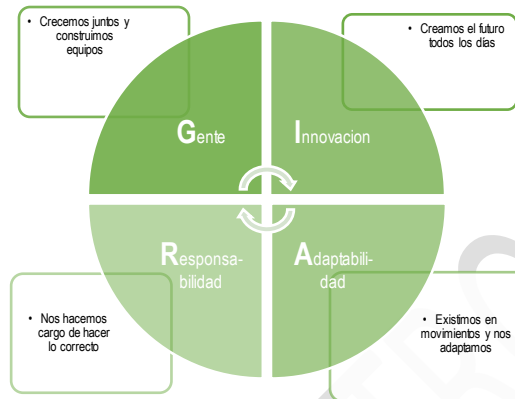 • Crecemos juntos y
construimos
equipos
• Creamos el futuro
todos los días
Gente
Innovacion
Responsa-
bilidad
Adaptabili-
dad
• Nos hacemos
cargo de hacer
lo correcto
• Existimos en
movimientos y nos
adaptamos